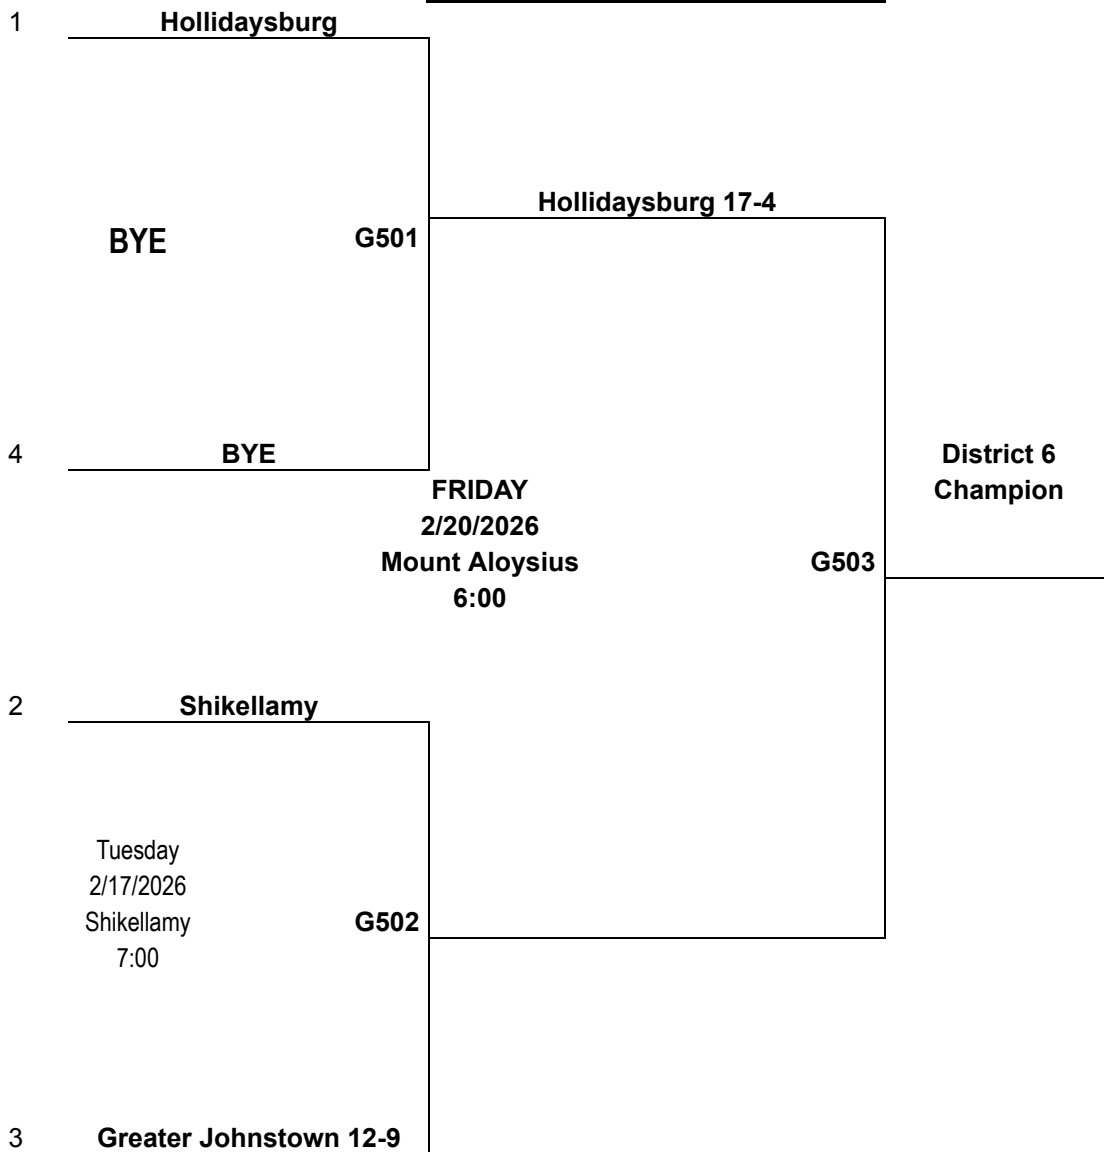 1 Hollidaysburg
Hollidaysburg 17-4
BYE G501
4 BYE
District 6
Champion
FRIDAY
2/20/2026
Mount Aloysius
6:00
G503
2 Shikellamy
Tuesday
2/17/2026
Shikellamy
7:00
G502
3 Greater Johnstown 12-9